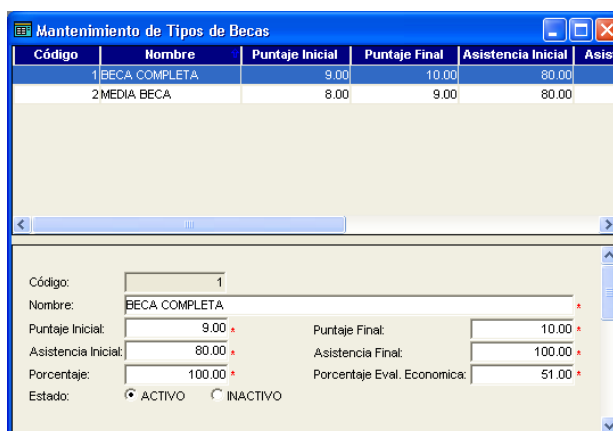 Mantenimiento de Tipos de Becas
Código Nombre Puntaje Inicial Puntaje Final Asistencia Inicial Asis
1 BECA COMPLETA 9.00 10.00 80.00
2 MEDIA BECA 8.00 9.00 80.00
Código: 1
Nombre: BECA COMPLETA *
Puntaje Inicial: 9.00 * Puntaje Final: 10.00 *
Asistencia Inicial: 80.00 * Asistencia Final: 100.00 *
Porcentaje: 100.00 * Porcentaje Eval. Economica: 51.00 *
Estado: ACTIVO INACTIVO